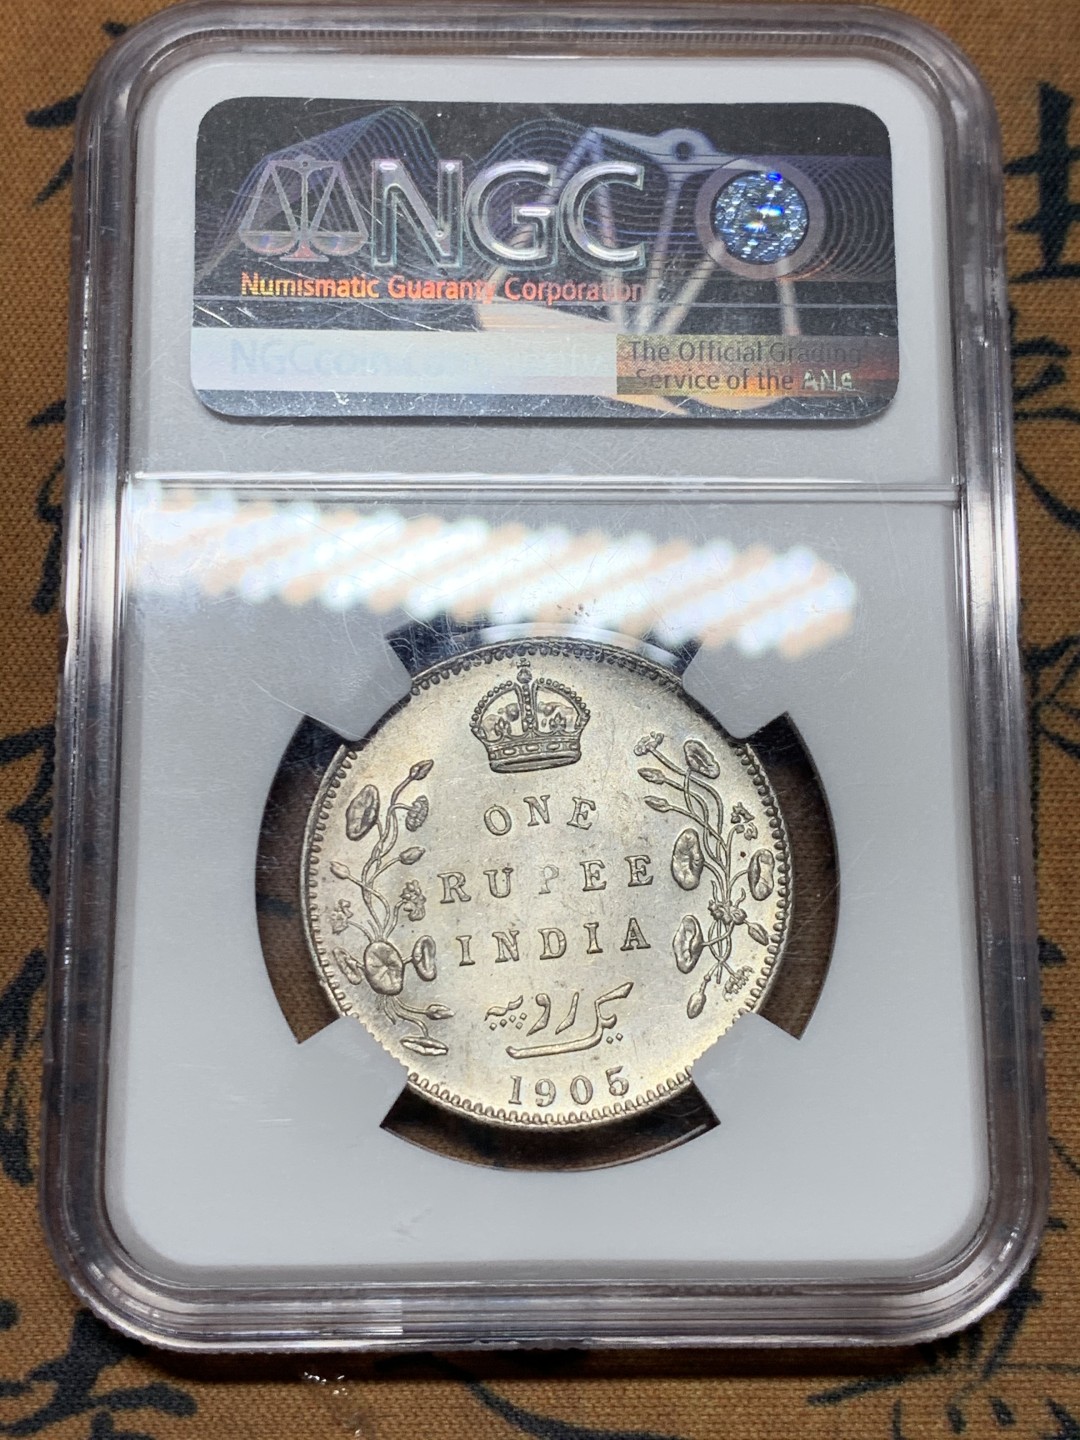 NGC
Numismatic Guaranty Corporation
The Official Grading
Service of the ANA
ONE
RUPEE
INDIA
یک روپیہ
1905